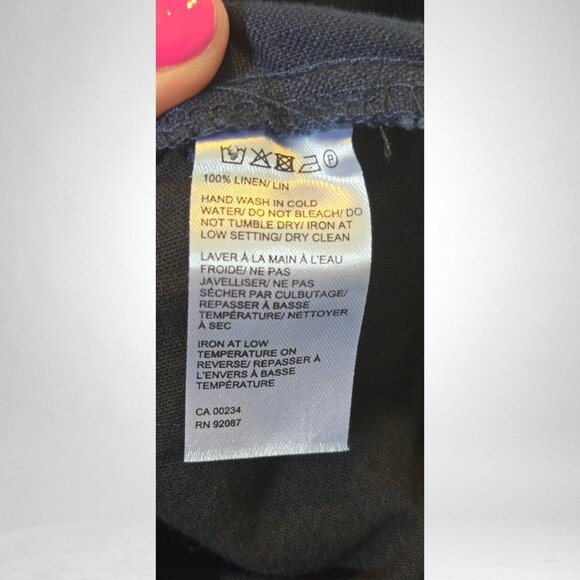 P
100% LINEN/ LIN
HAND WASH IN COLD
WATER/ DO NOT BLEACH/ DO
NOT TUMBLE DRY/ IRON AT
LOW SETTING/ DRY CLEAN
LAVER À LA MAIN À L'EAU
FROIDE/ NE PAS
JAVELLISER/ NE PAS
SÉCHER PAR CULBUTAGE/
REPASSER À BASSE
TEMPÉRATURE/ NETTOYER
À SEC
IRON AT LOW
TEMPERATURE ON
REVERSE/ REPASSER À
L'ENVERS À BASSE
TEMPÉRATURE
CA 00234
RN 92087